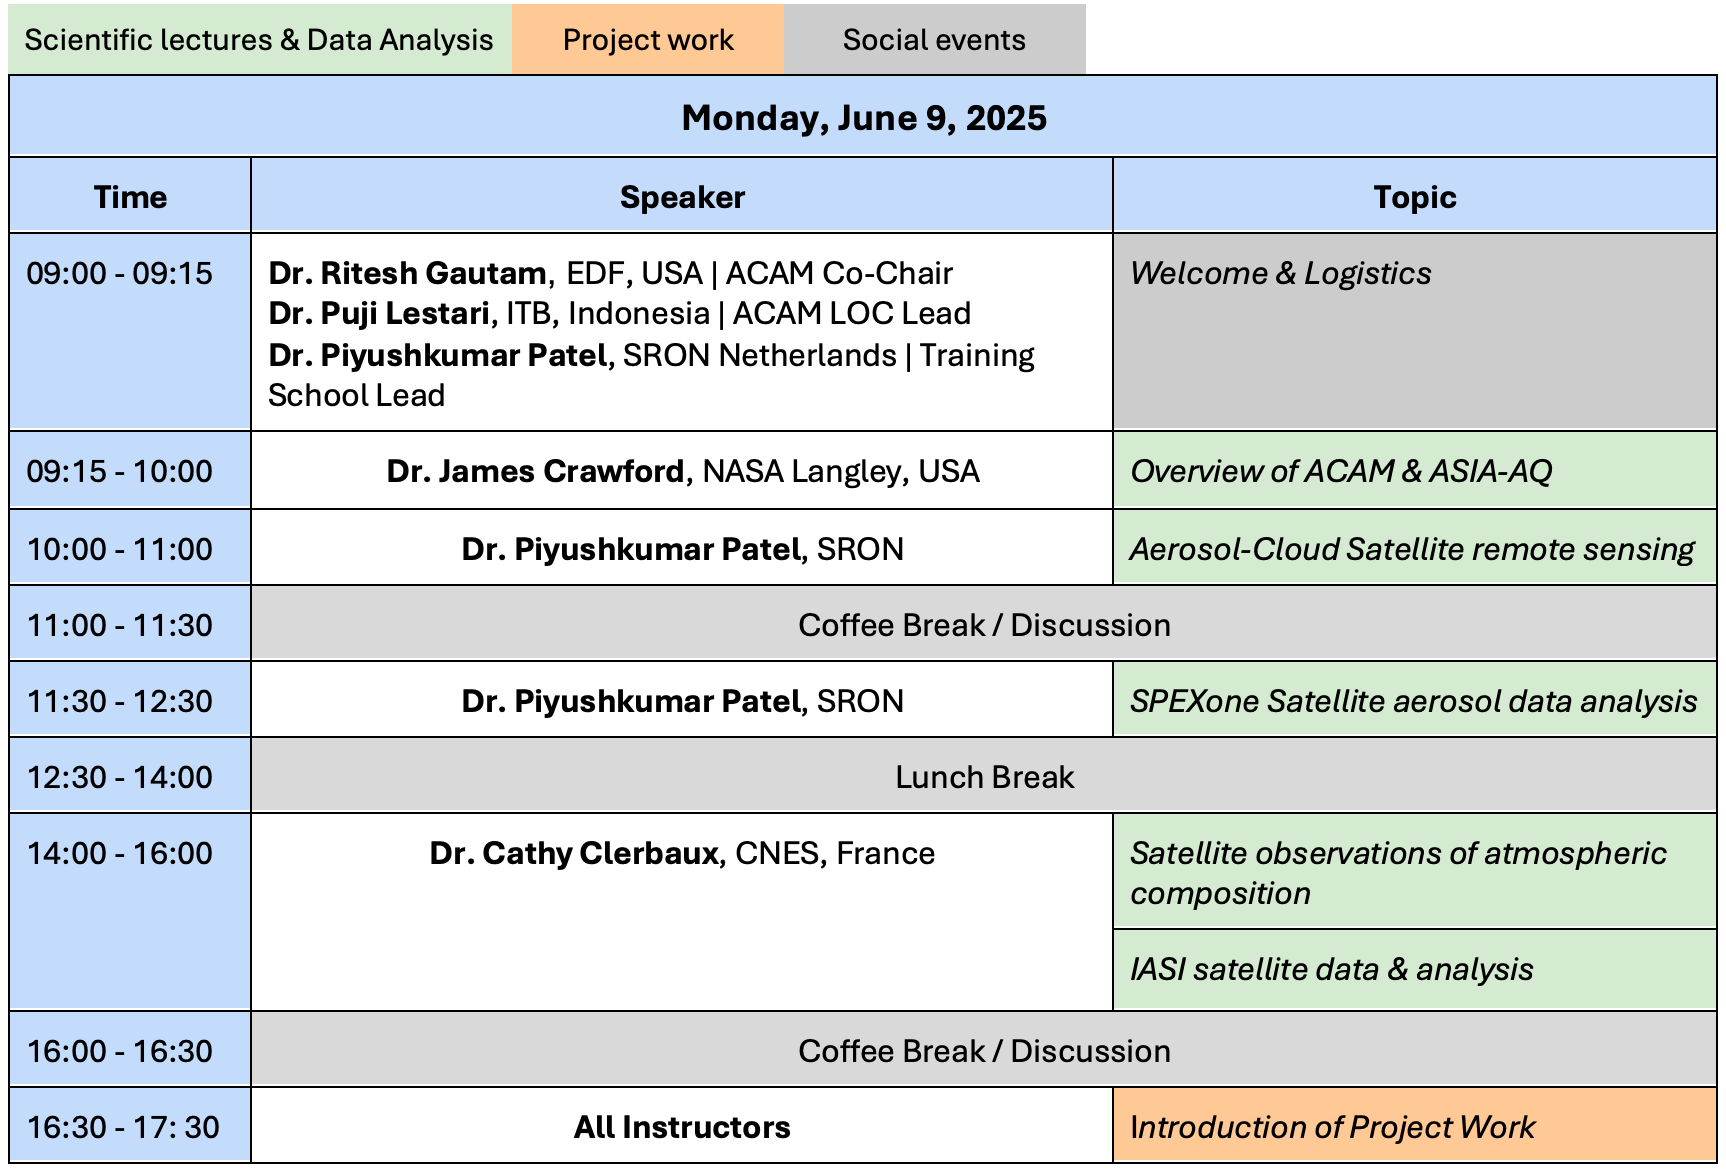 Scientific lectures & Data Analysis Project work Social events
Monday, June 9, 2025
Time Speaker Topic
09:00 - 09:15 Dr. Ritesh Gautam, EDF, USA | ACAM Co-Chair Welcome & Logistics
Dr. Puji Lestari, ITB, Indonesia | ACAM LOC Lead
Dr. Piyushkumar Patel, SRON Netherlands | Training
School Lead
09:15 - 10:00 Dr. James Crawford, NASA Langley, USA Overview of ACAM & ASIA-AQ
10:00 - 11:00 Dr. Piyushkumar Patel, SRON Aerosol-Cloud Satellite remote sensing
11:00 - 11:30 Coffee Break / Discussion
11:30 - 12:30 Dr. Piyushkumar Patel, SRON SPEXone Satellite aerosol data analysis
12:30 - 14:00 Lunch Break
14:00 - 16:00 Dr. Cathy Clerbaux, CNES, France Satellite observations of atmospheric
composition
IASI satellite data & analysis
16:00 - 16:30 Coffee Break / Discussion
16:30 - 17: 30 All Instructors Introduction of Project Work